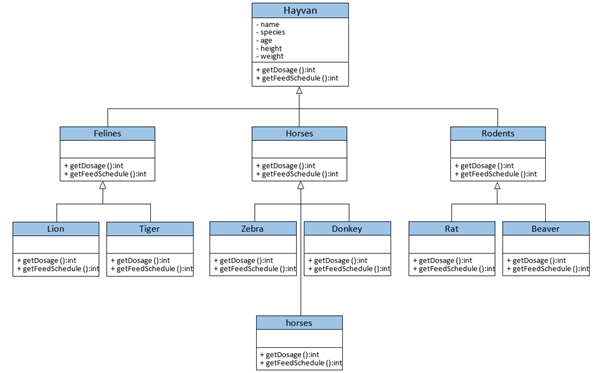 Hayvan
- name
- species
- age
- height
- weight
+ getDosage ():int
+ getFeedSchedule ():int
Felines
+ getDosage ():int
+ getFeedSchedule ():int
Horses
+ getDosage ():int
+ getFeedSchedule ():int
Rodents
+ getDosage ():int
+ getFeedSchedule ():int
Lion
+ getDosage ():int
+ getFeedSchedule ():int
Tiger
+ getDosage ():int
+ getFeedSchedule ():int
Zebra
+ getDosage ():int
+ getFeedSchedule ():int
Donkey
+ getDosage ():int
+ getFeedSchedule ():int
Rat
+ getDosage ():int
+ getFeedSchedule ():int
Beaver
+ getDosage ():int
+ getFeedSchedule ():int
horses
+ getDosage ():int
+ getFeedSchedule ():int